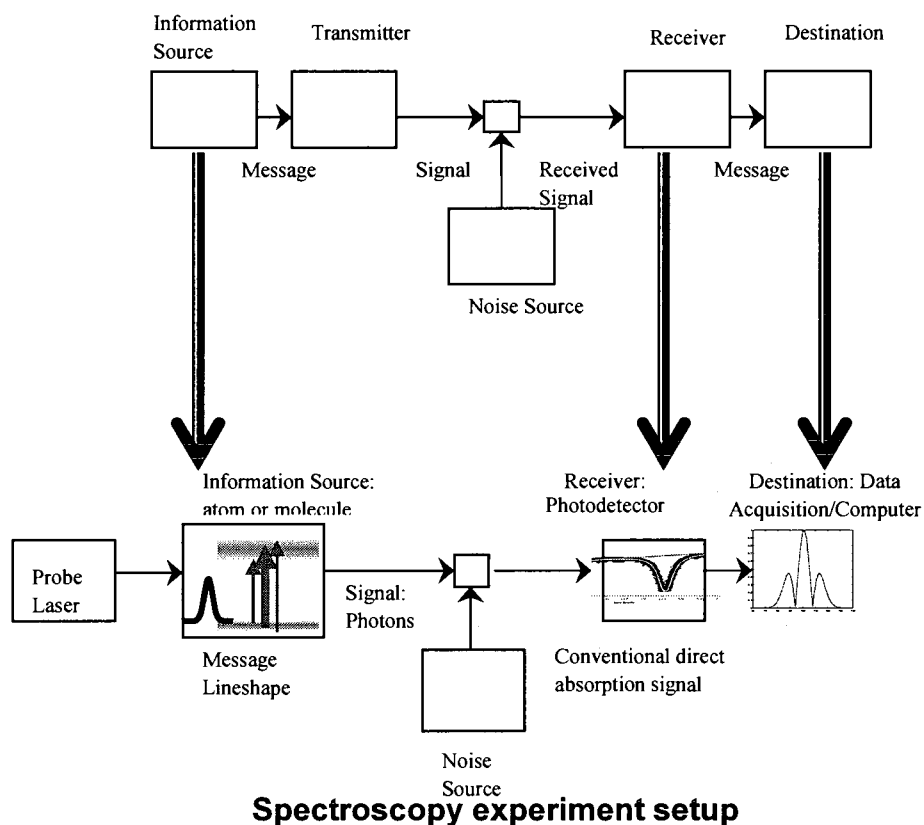 Information
Source
Transmitter
Receiver
Destination
Message
Signal
Received
Signal
Message
Noise Source
Information Source:
atom or molecule
Receiver:
Photodetector
Destination: Data
Acquisition/Computer
Probe
Laser
Signal:
Photons
Message
Lineshape
Conventional direct
absorption signal
Noise
Source
Spectroscopy experiment setup